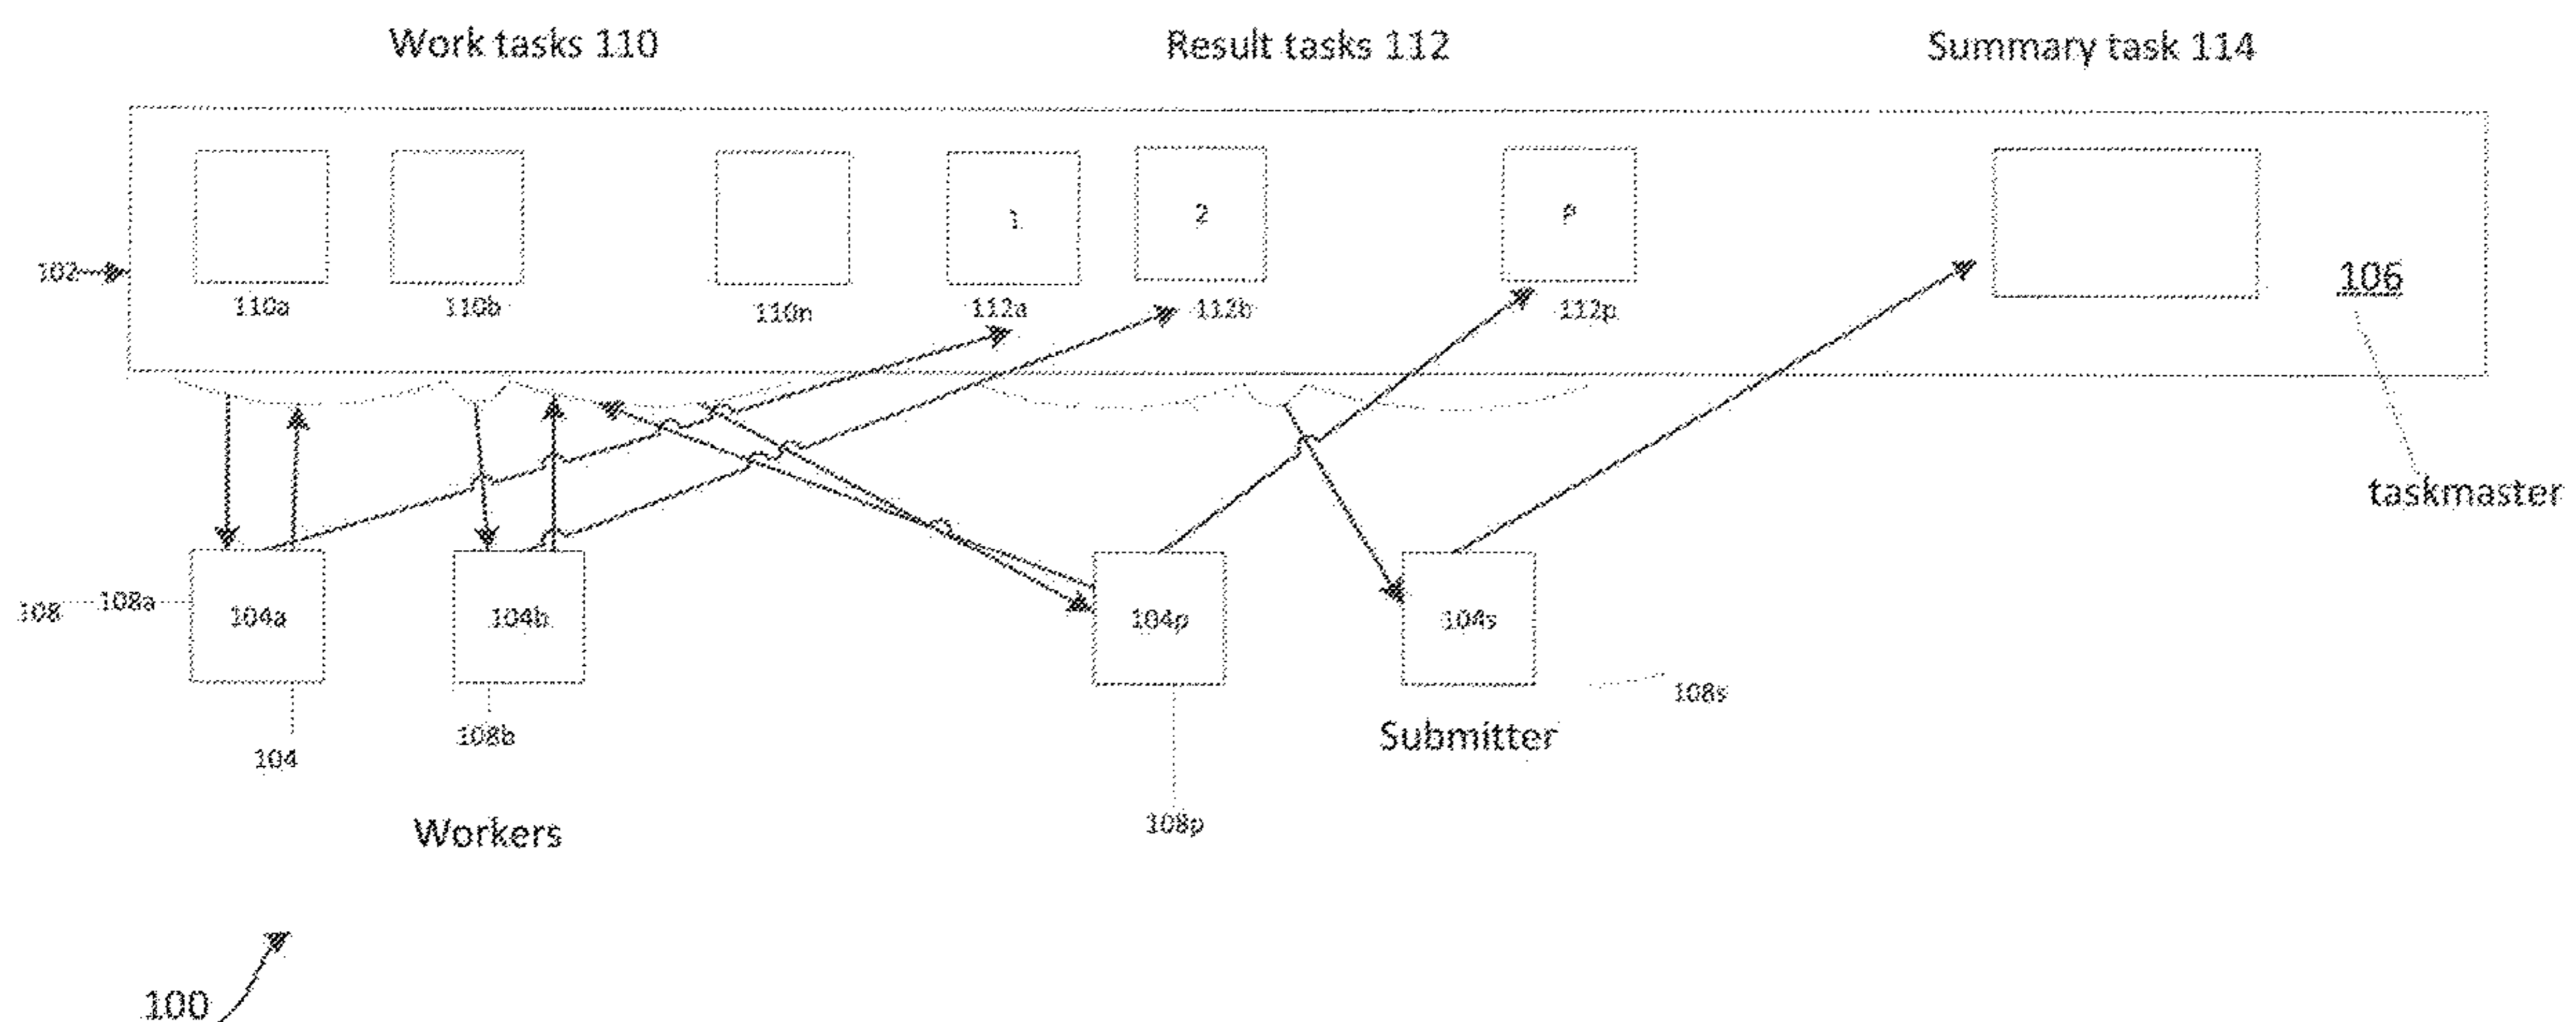 Work tasks 110
Result tasks 112
Summary task 114
1
2
P
102
110a
110b
110n
112a
112b
112p
106
taskmaster
108
108a
104a
104b
104p
104s
104
108b
108p
108s
Submitter
Workers
100